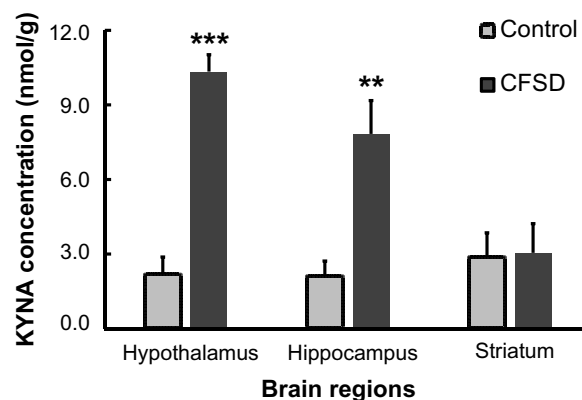 KYNA concentration (nmol/g)
12.0
9.0
6.0
3.0
0.0
***
**
Control
CFSD
Hypothalamus
Hippocampus
Striatum
Brain regions